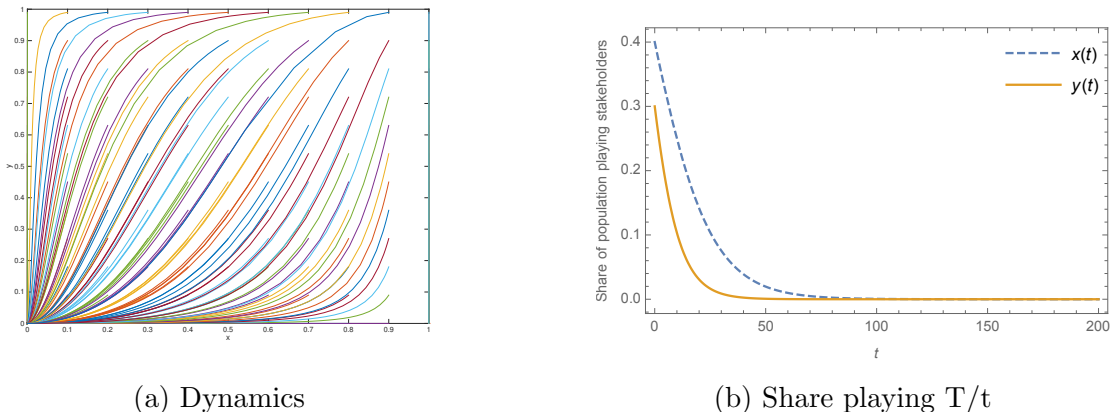 1
0.9
0.8
0.7
0.6
0.5
0.4
0.3
0.2
0.1
0
y
0 0.1 0.2 0.3 0.4 0.5 0.6 0.7 0.8 0.9 1
x
(a) Dynamics
Share of population playing stakeholders
0.4
0.3
0.2
0.1
0.0
x(t)
y(t)
0 50 100 150 200
t
(b) Share playing T/t